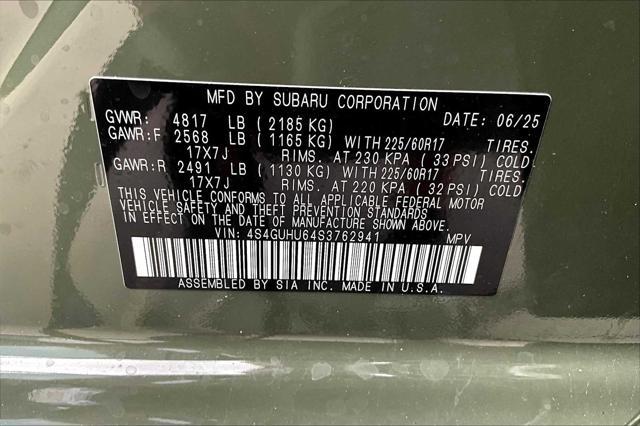 MFD BY SUBARU CORPORATION
GVWR: 4817 LB ( 2185 KG) DATE: 06/25
GAWR:F 2568 LB ( 1165 KG) WITH 225/60R17 TIRES.
17X7J RIMS. AT 230 KPA ( 33 PSI) COLD.
GAWR:R 2491 LB ( 1130 KG) WITH 225/60R17 TIRES.
17X7J RIMS. AT 220 KPA ( 32 PSI) COLD
THIS VEHICLE CONFORMS TO ALL APPLICABLE FEDERAL MOTOR
VEHICLE SAFETY, AND THEFT PREVENTION STANDARDS
IN EFFECT ON THE DATE OF MANUFACTURE SHOWN ABOVE.
VIN: 4S4GUHU64S3762941 MPV
ASSEMBLED BY SIA INC. MADE IN U.S.A.